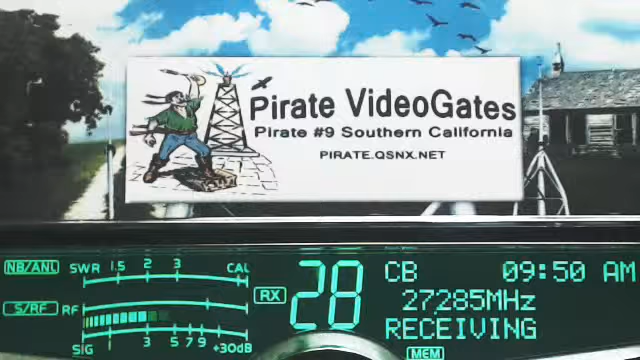 Pirate VideoGates
Pirate #9 Southern California
PIRATE.QSNX.NET
NB/ANL SWR 1.5 2 3 CAL
S/RF RF
SIG 3 5 7 9 +30dB
RX 28
CB 09:50 AM
27285MHz
RECEIVING
MEM